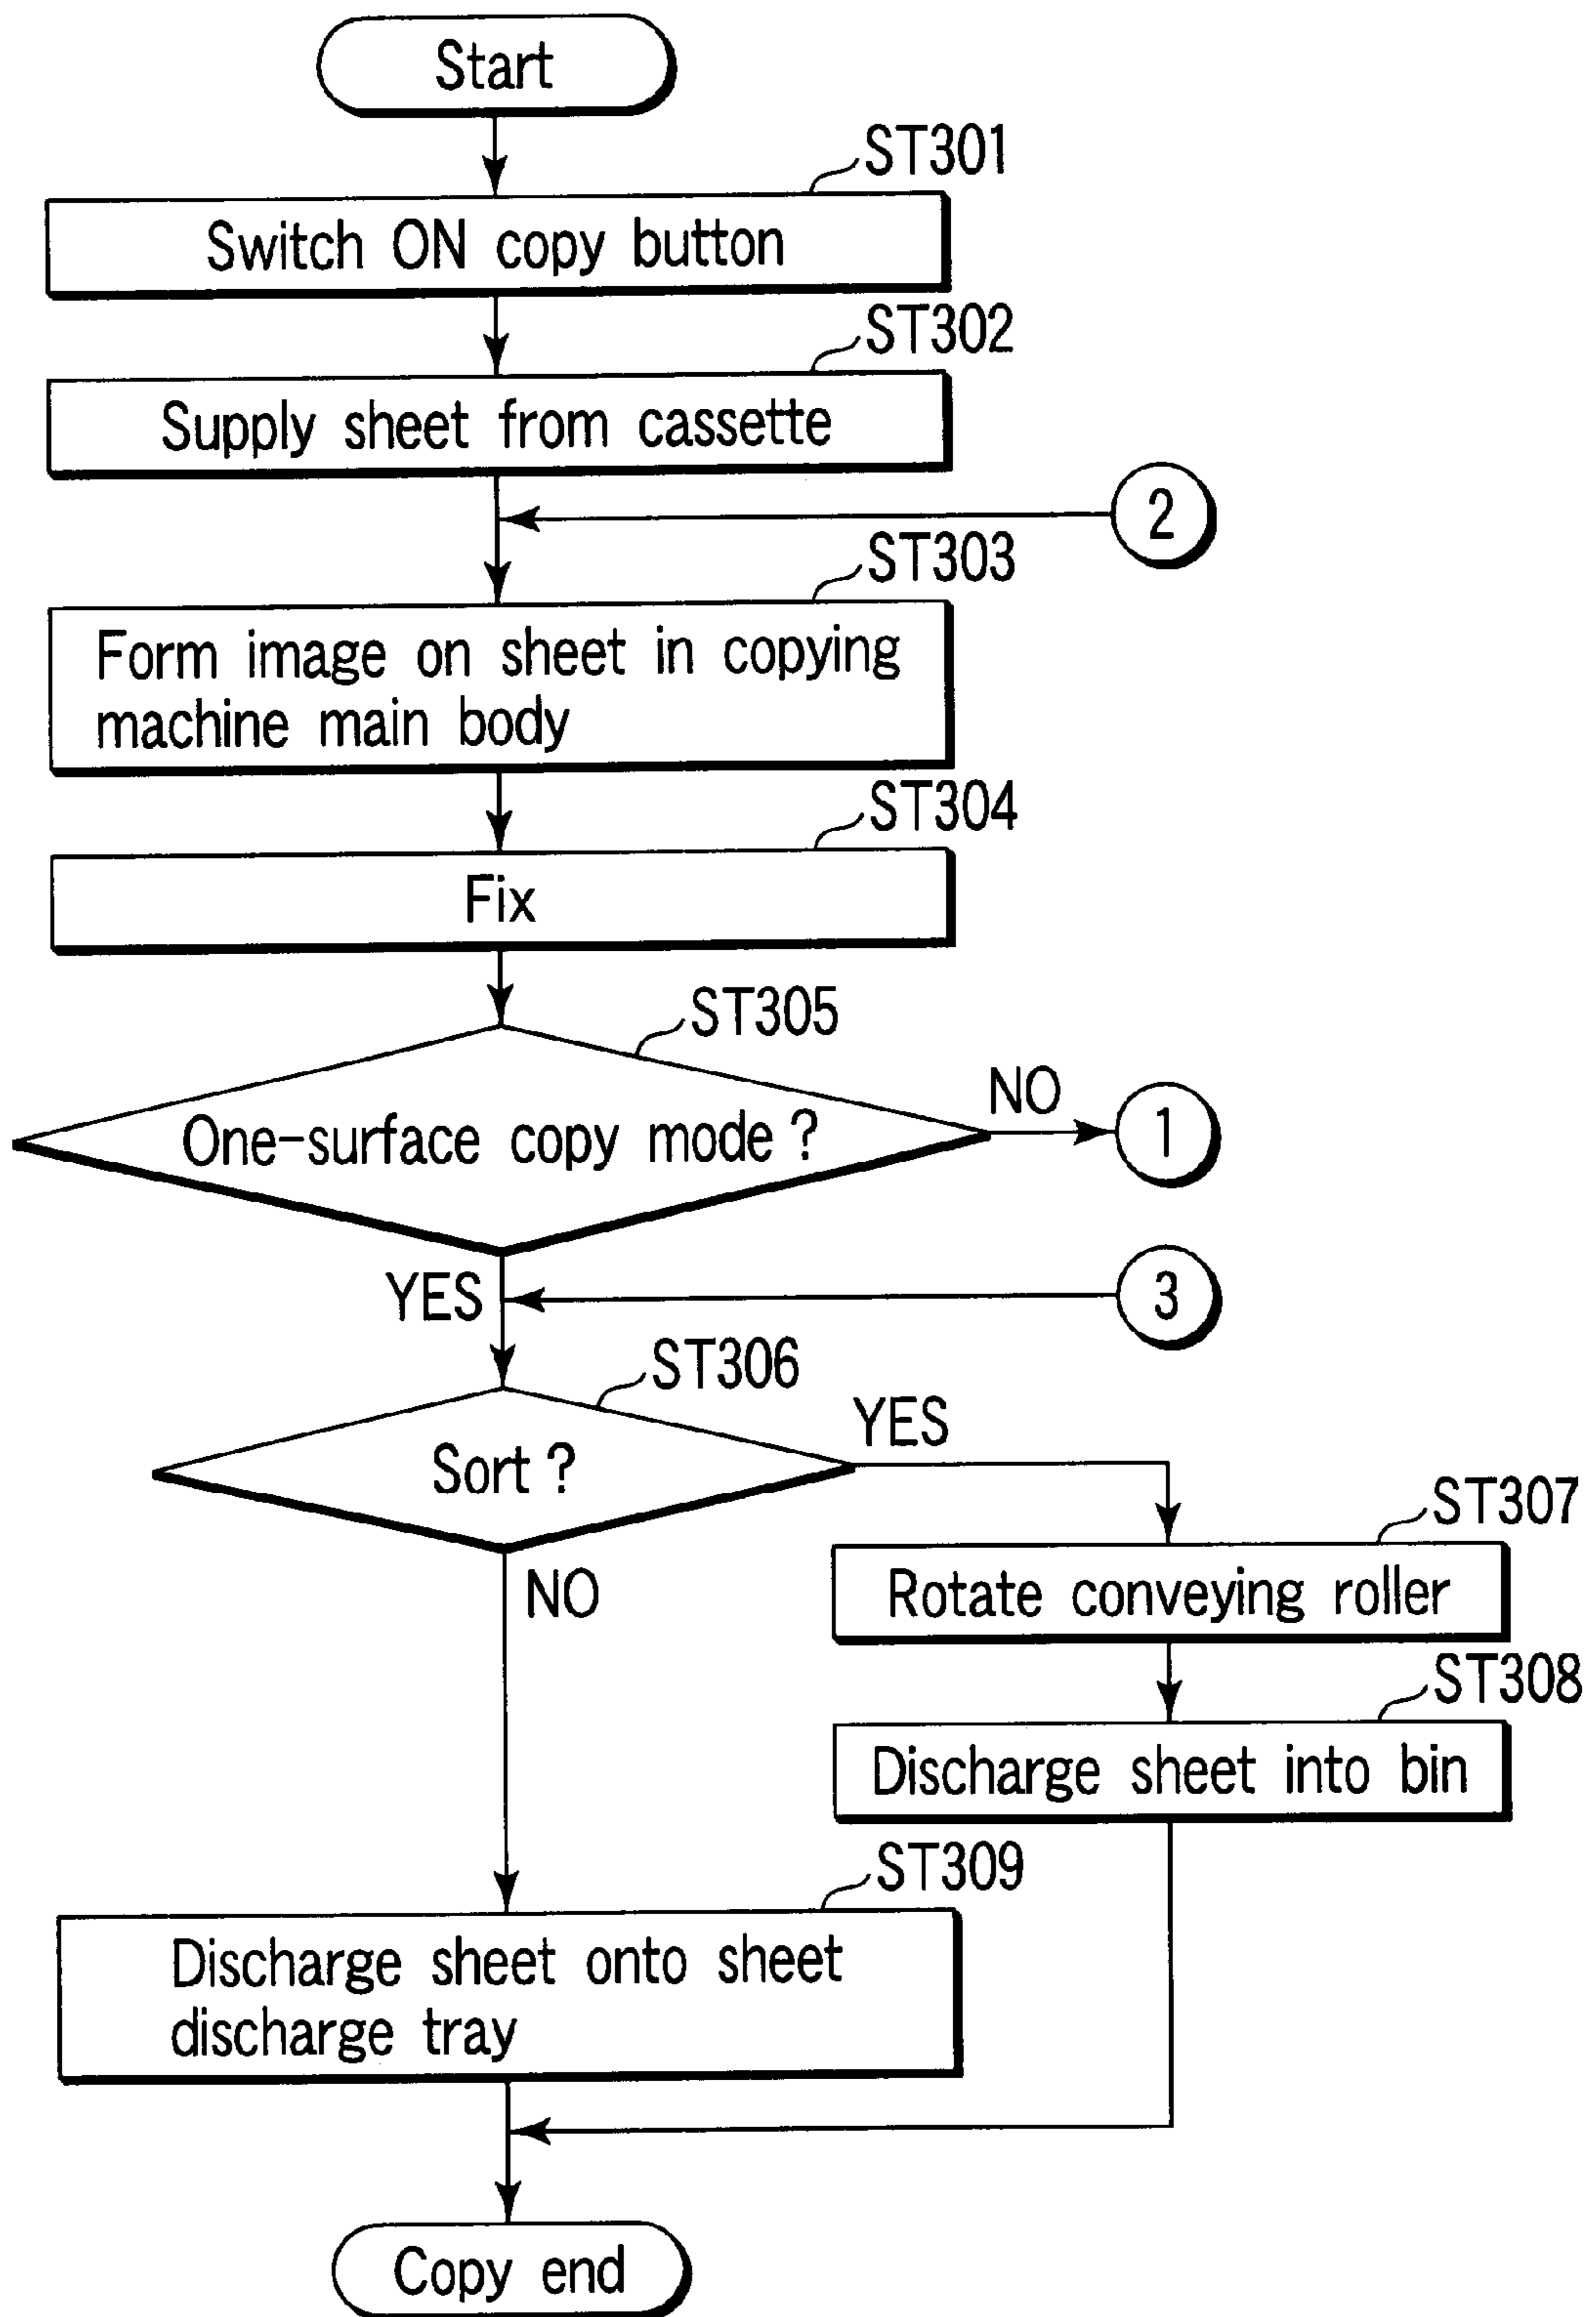 Start
ST301
Switch ON copy button
ST302
Supply sheet from cassette
2
ST303
Form image on sheet in copying
machine main body
ST304
Fix
ST305
One-surface copy mode ?
NO
1
YES
3
ST306
Sort ?
YES
NO
ST307
Rotate conveying roller
ST308
Discharge sheet into bin
ST309
Discharge sheet onto sheet
discharge tray
Copy end